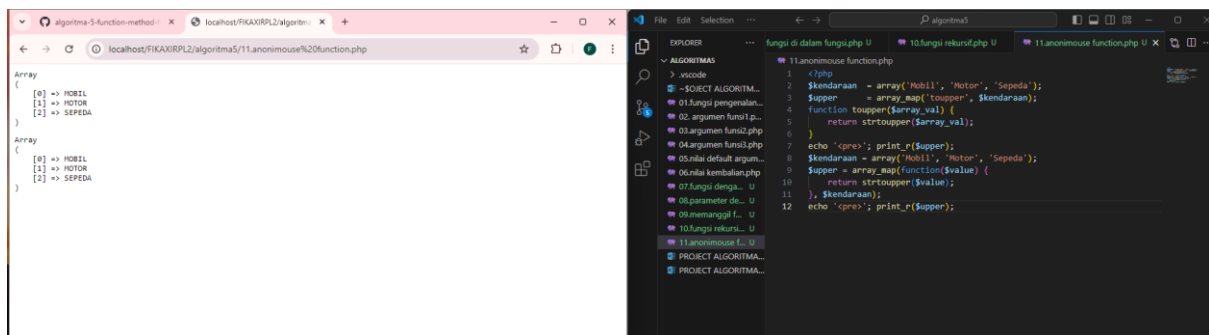 algoritma-5-function-method-f
localhost/FIKAXIRPL2/algoritma
localhost/FIKAXIRPL2/algoritma5/11.anonimouse%20function.php
F
Array
(
[0] => MOBIL
[1] => MOTOR
[2] => SEPEDA
)
Array
(
[0] => MOBIL
[1] => MOTOR
[2] => SEPEDA
)
File Edit Selection ... algoritma5
EXPLORER ...
ALGORITMA5
> .vscode
~$OJECT ALGORITM...
01.fungsi pengenalan...
02. argumen funsi1.p...
03.argumen funsi2.php
04.argumen funsi3.php
05.nilai default argum...
06.nilai kembalian.php
07.fungsi denga... U
08.parameter de... U
09.memanggil f... U
10.fungsi rekursi... U
11.anonimouse f... U
PROJECT ALGORITMA...
PROJECT ALGORITMA...
fungsi di dalam fungsi.php U 10.fungsi rekursif.php U 11.anonimouse function.php U
11.anonimouse function.php
1 <?php
2 $kendaraan = array('Mobil', 'Motor', 'Sepeda');
3 $upper = array_map('toupper', $kendaraan);
4 function toupper($array_val) {
5 return strtoupper($array_val);
6 }
7 echo '<pre>'; print_r($upper);
8 $kendaraan = array('Mobil', 'Motor', 'Sepeda');
9 $upper = array_map(function($value) {
10 return strtoupper($value);
11 }, $kendaraan);
12 echo '<pre>'; print_r($upper);